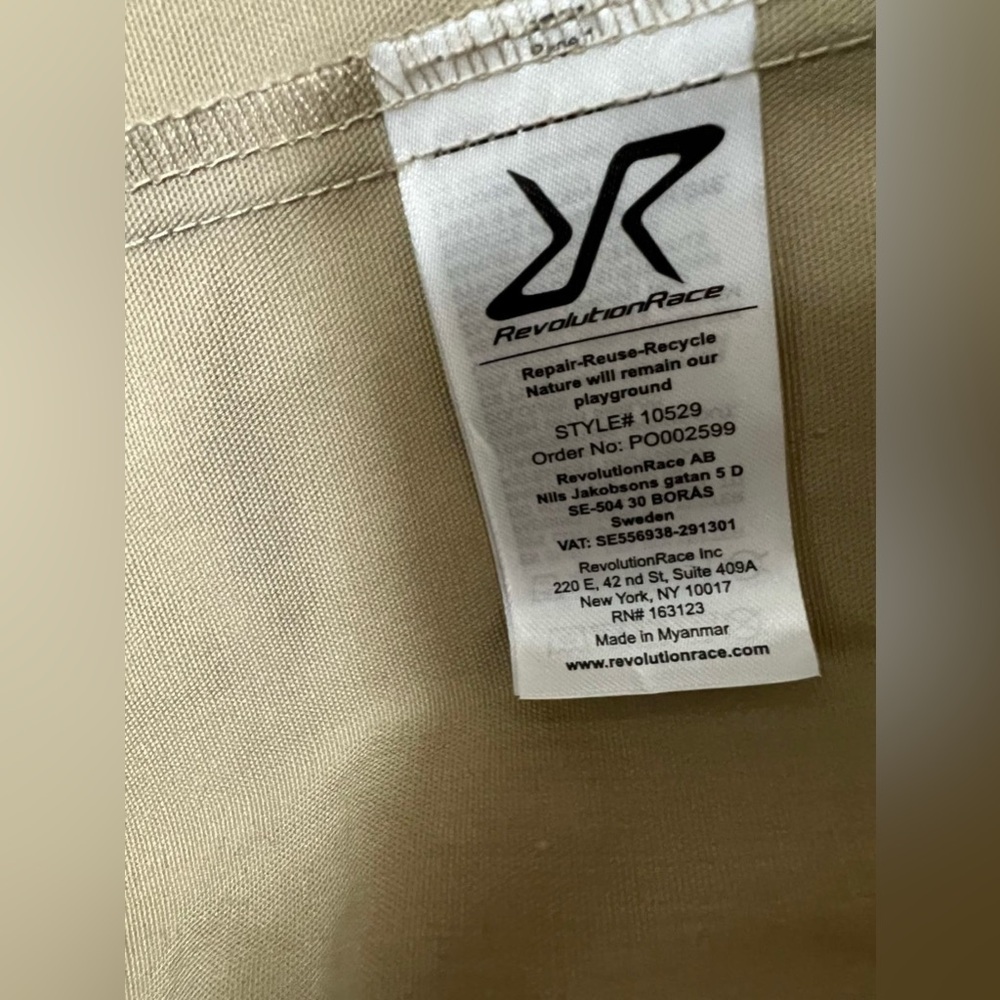 RevolutionRace
Repair-Reuse-Recycle
Nature will remain our
playground
STYLE# 10529
Order No: PO002599
RevolutionRace AB
Nils Jakobsons gatan 5 D
SE-504 30 BORÅS
Sweden
VAT: SE556938-291301
RevolutionRace Inc
220 E, 42 nd St, Suite 409A
New York, NY 10017
RN# 163123
Made in Myanmar
www.revolutionrace.com